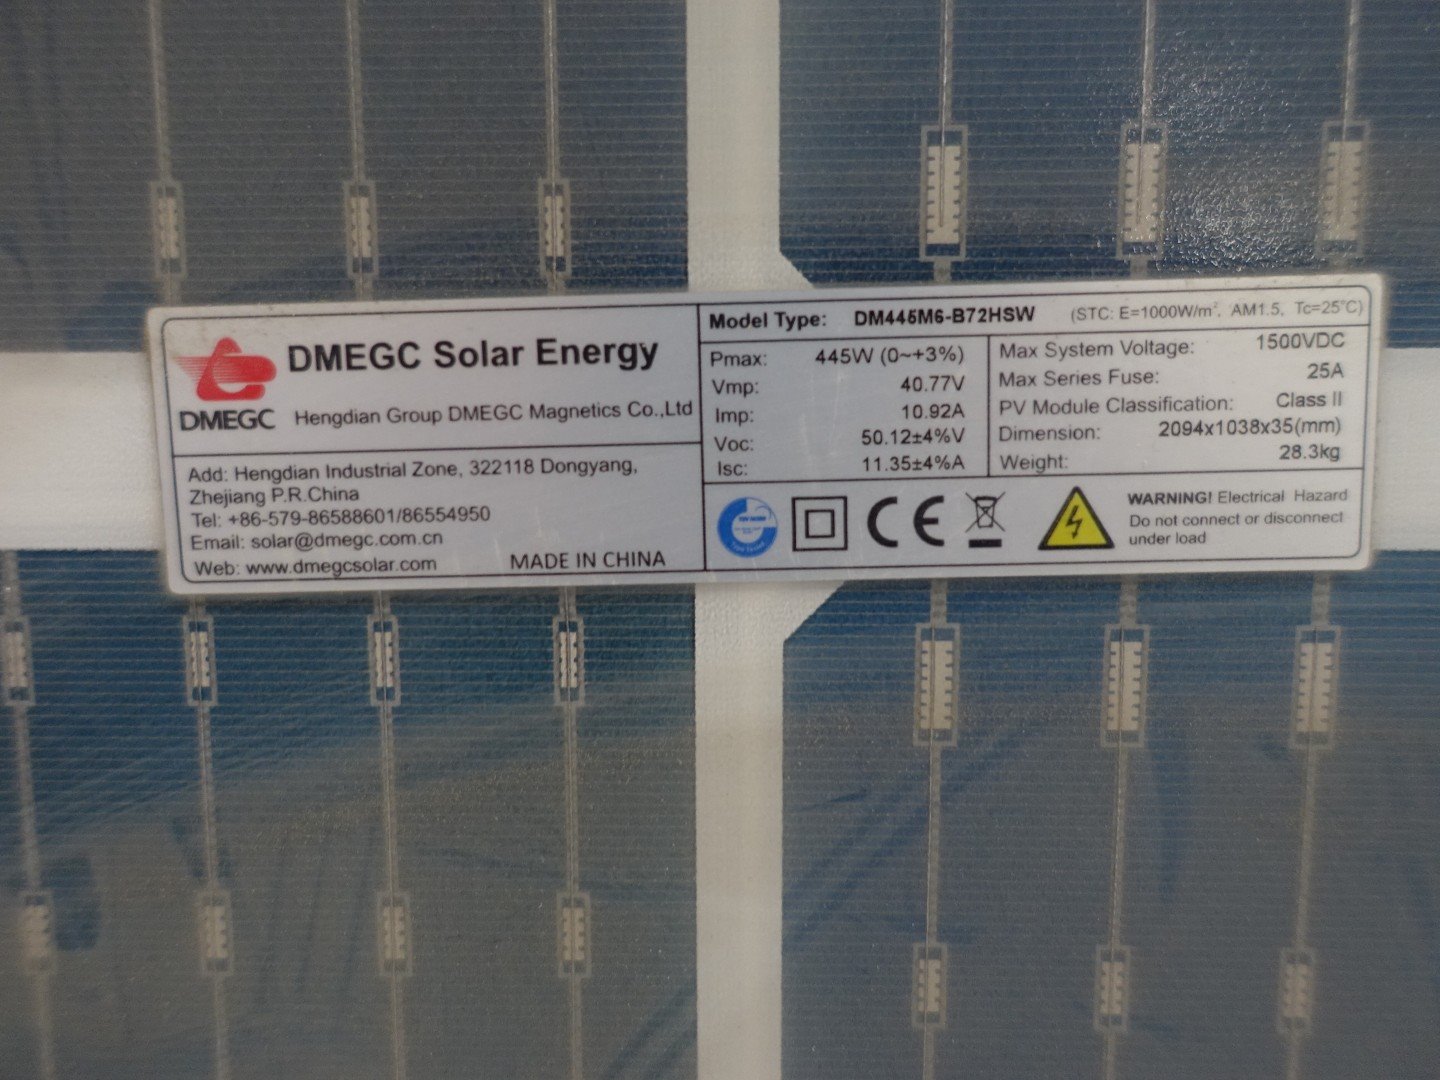 DMEGC
DMEGC Solar Energy
Hengdian Group DMEGC Magnetics Co.,Ltd
Add: Hengdian Industrial Zone, 322118 Dongyang,
Zhejiang P.R.China
Tel: +86-579-86588601/86554950
Email: solar@dmegc.com.cn
Web: www.dmegcsolar.com MADE IN CHINA
Model Type: DM445M6-B72HSW (STC: E=1000W/m², AM1.5, Tc=25°C)
Pmax: 445W (0~+3%)
Vmp: 40.77V
Imp: 10.92A
Voc: 50.12±4%V
Isc: 11.35±4%A
Max System Voltage: 1500VDC
Max Series Fuse: 25A
PV Module Classification: Class II
Dimension: 2094x1038x35(mm)
Weight: 28.3kg
CE
WARNING! Electrical Hazard
Do not connect or disconnect
under load